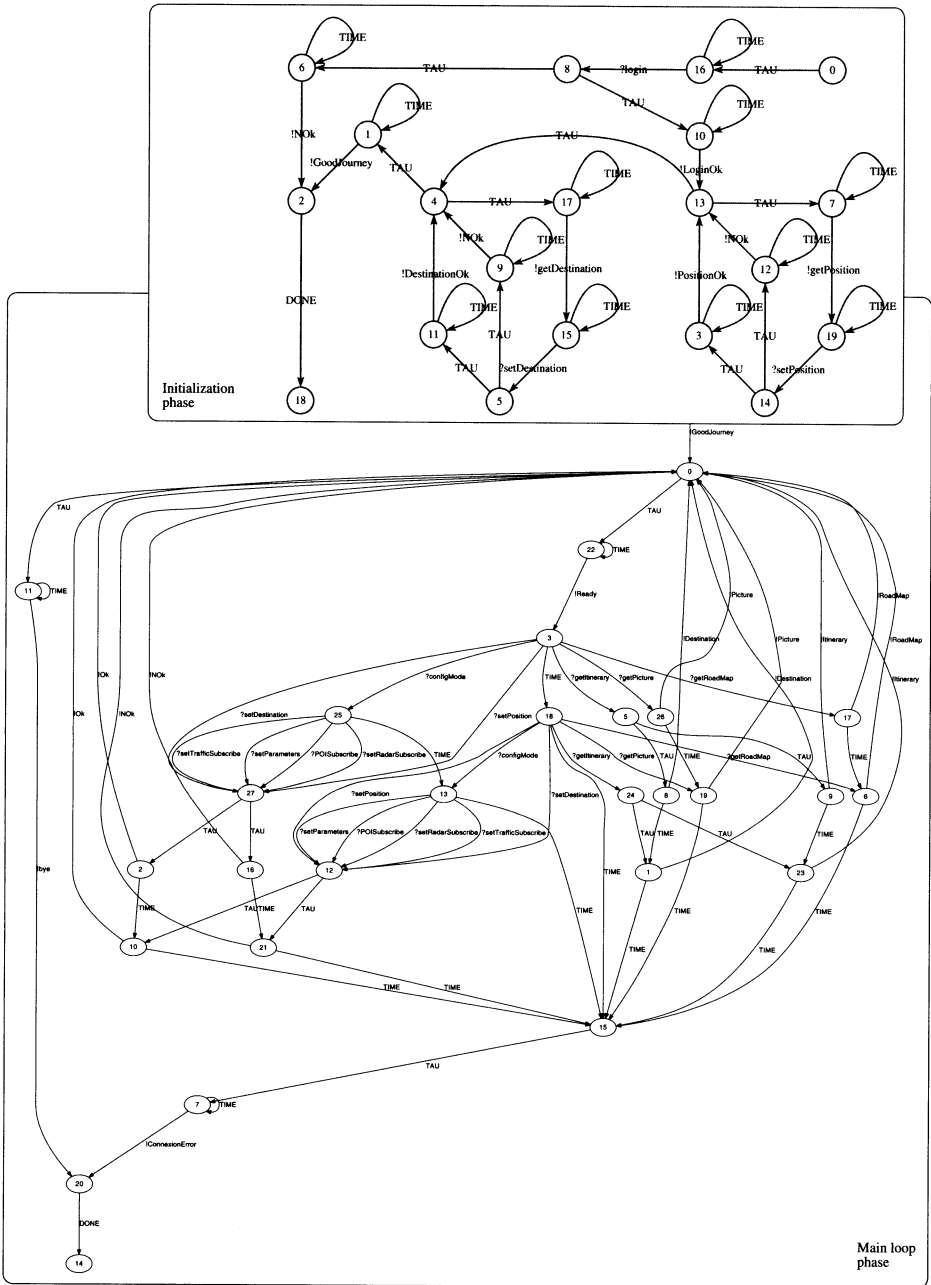 TIME
TIME
6
TAU
8
?login
16
TAU
0
TIME
TIME
1
TAU
10
!NOk
!GoodJourney
TAU
TAU
!LoginOk
TIME
TIME
2
4
TAU
17
13
TAU
7
!NOk
TIME
!NOk
TIME
9
12
!DestinationOk
!getDestination
!PositionOk
!getPosition
DONE
TIME
TIME
TIME
TIME
11
TAU
15
3
TAU
19
TAU
?setDestination
TAU
?setPosition
Initialization
phase
18
5
14
!GoodJourney
0
TAU
TAU
22
TIME
11
TIME
!Ready
!Picture
!RoadMap
3
!Destination
!Picture
!Itinerary
!RoadMap
!Ok
!NOk
?configMode
TIME
?getItinerary
?getPicture
?getRoadMap
!Destination
!Itinerary
!Ok
!NOk
?setDestination
25
?setPosition
18
5
26
17
?setTrafficSubscribe
?setParameters
?POISubscribe
?setRadarSubscribe
TIME
?configMode
?getItinerary
?getPicture
TAU
TIME
?getRoadMap
TAU
TIME
27
?setPosition
13
?setDestination
24
8
19
9
6
TAU
TAU
?setParameters
?POISubscribe
?setRadarSubscribe
?setTrafficSubscribe
TAU
TIME
TAU
TIME
!bye
2
16
12
TIME
1
23
TIME
TIME
TAU
TIME
TAU
TIME
TIME
10
21
TIME
TIME
TIME
TIME
15
TAU
7
TIME
!ConnexionError
20
DONE
14
Main loop
phase